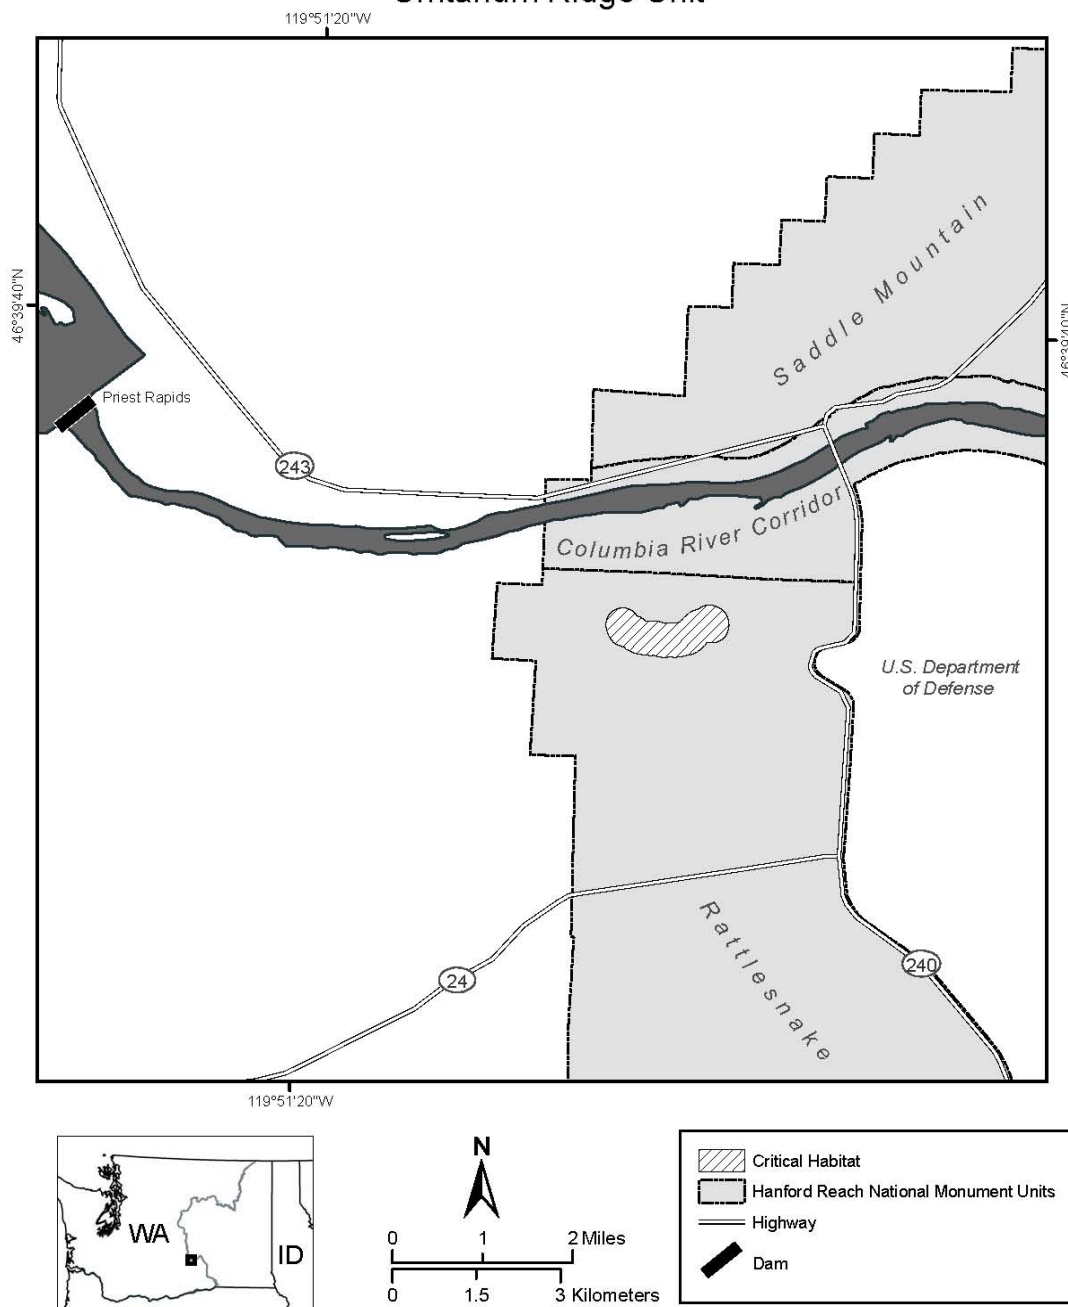 Umtanum Ridge Unit
119°51'20"W
46°39'40"N
46°39'40"N
Saddle Mountain
Priest Rapids
243
Columbia River Corridor
U.S. Department
of Defense
Rattlesnake
24
240
119°51'20"W
WA
ID
N
0 1 2 Miles
0 1.5 3 Kilometers
Critical Habitat
Hanford Reach National Monument Units
Highway
Dam